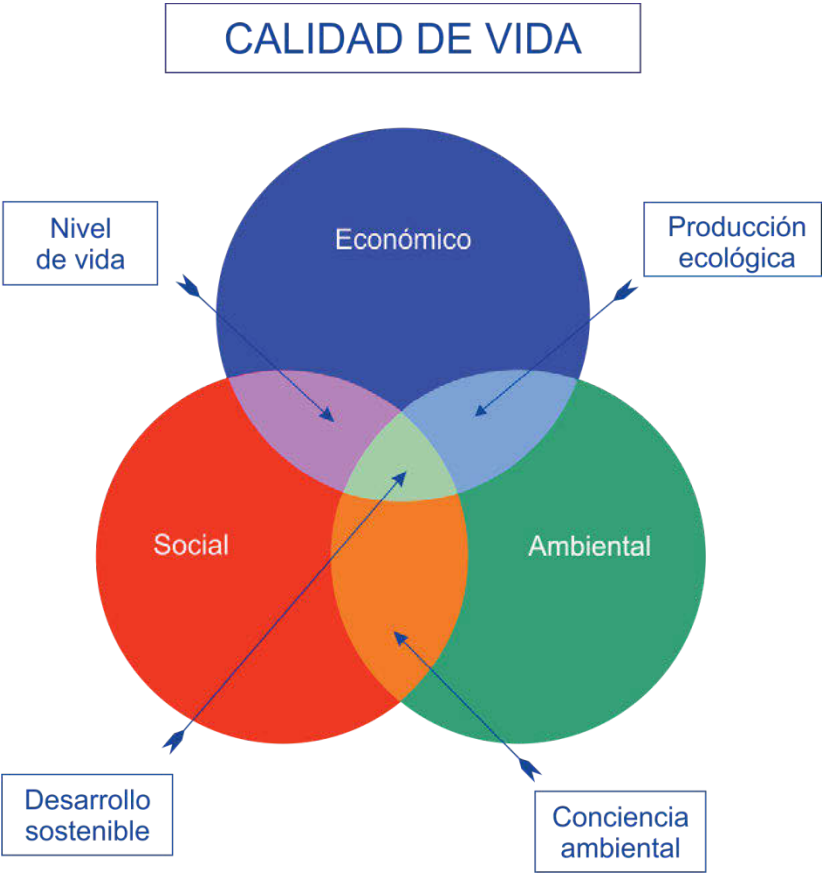 CALIDAD DE VIDA
Nivel
de vida
Económico
Producción
ecológica
Social
Ambiental
Desarrollo
sostenible
Conciencia
ambiental